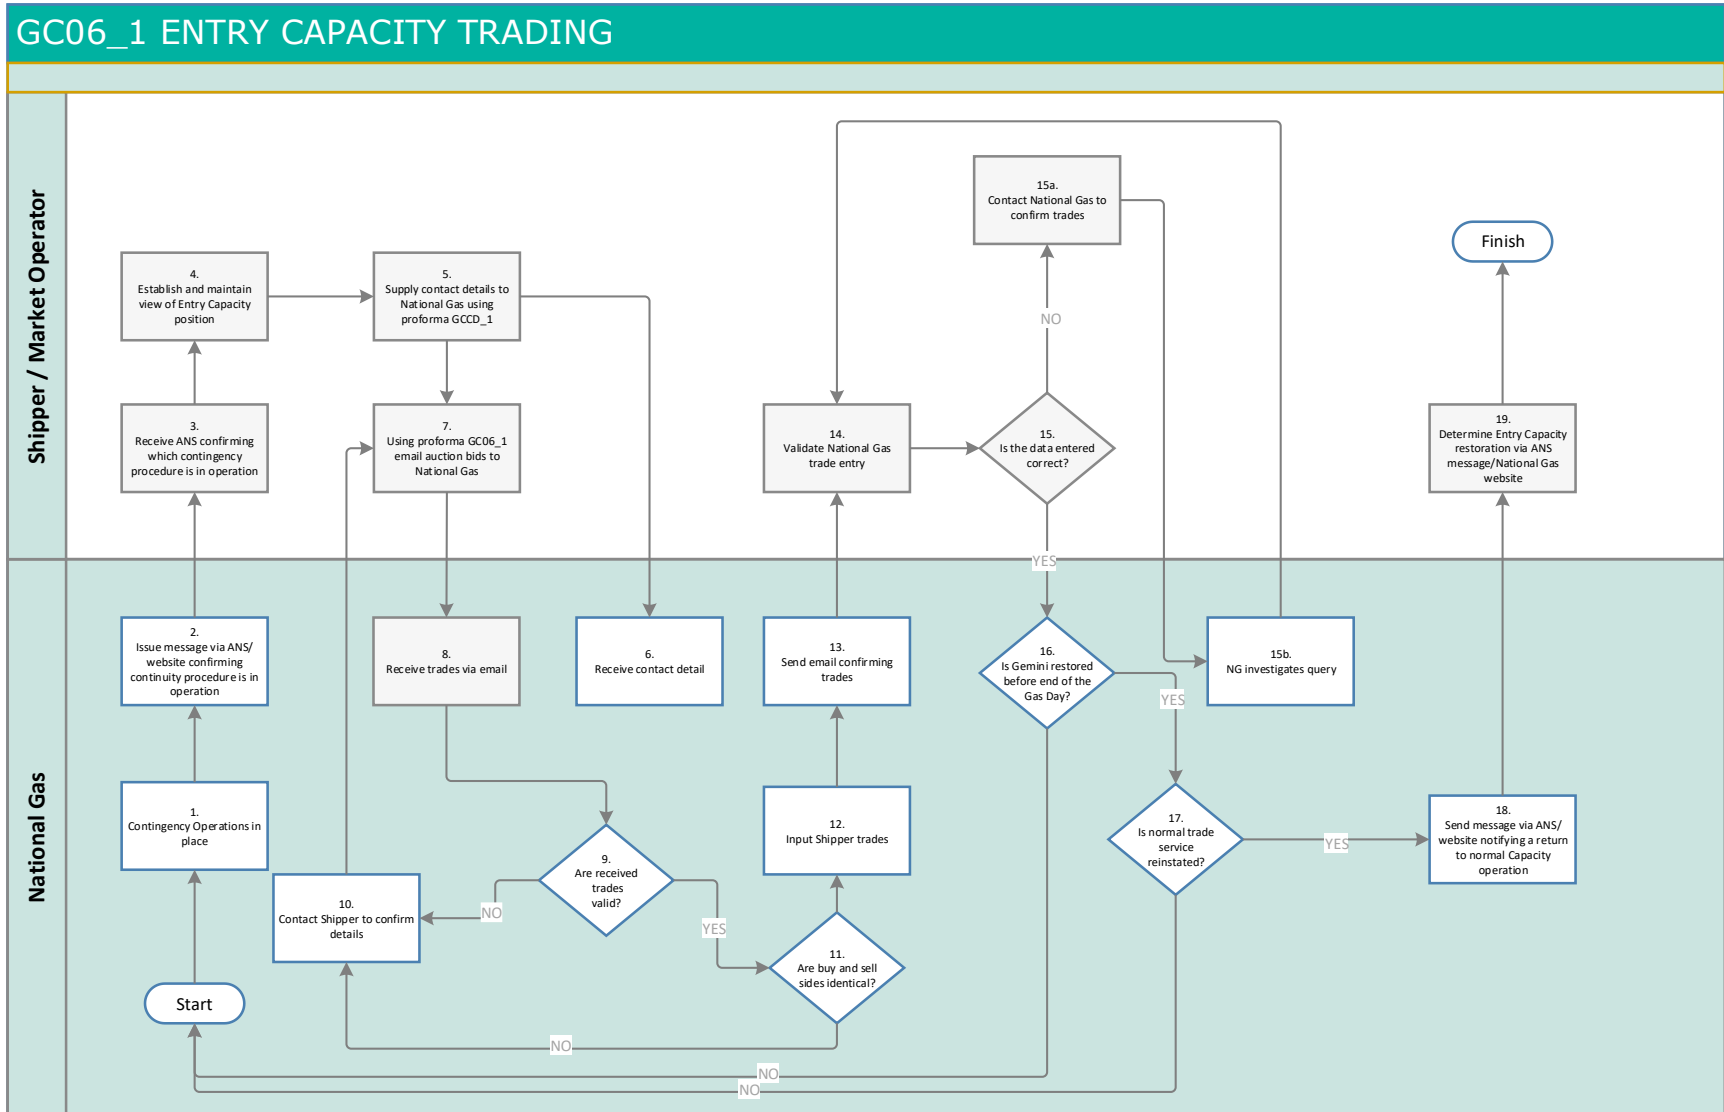 GC06_1 ENTRY CAPACITY TRADING
Shipper / Market Operator
15a.
Contact National Gas to
confirm trades
Finish
4.
Establish and maintain
view of Entry Capacity
position
5.
Supply contact details to
National Gas using
proforma GCCD_1
NO
3.
Receive ANS confirming
which contingency
procedure is in operation
7.
Using proforma GC06_1
email auction bids to
National Gas
14.
Validate National Gas
trade entry
15.
Is the data entered
correct?
19.
Determine Entry Capacity
restoration via ANS
message/National Gas
website
YES
National Gas
2.
Issue message via ANS/
website confirming
continuity procedure is in
operation
8.
Receive trades via email
6.
Receive contact detail
13.
Send email confirming
trades
16.
Is Gemini restored
before end of the
Gas Day?
15b.
NG investigates query
YES
1.
Contingency Operations in
place
12.
Input Shipper trades
17.
Is normal trade
service
reinstated?
YES
18.
Send message via ANS/
website notifying a return
to normal Capacity
operation
9.
Are received
trades
valid?
10.
Contact Shipper to confirm
details
NO
YES
11.
Are buy and sell
sides identical?
Start
NO
NO
NO